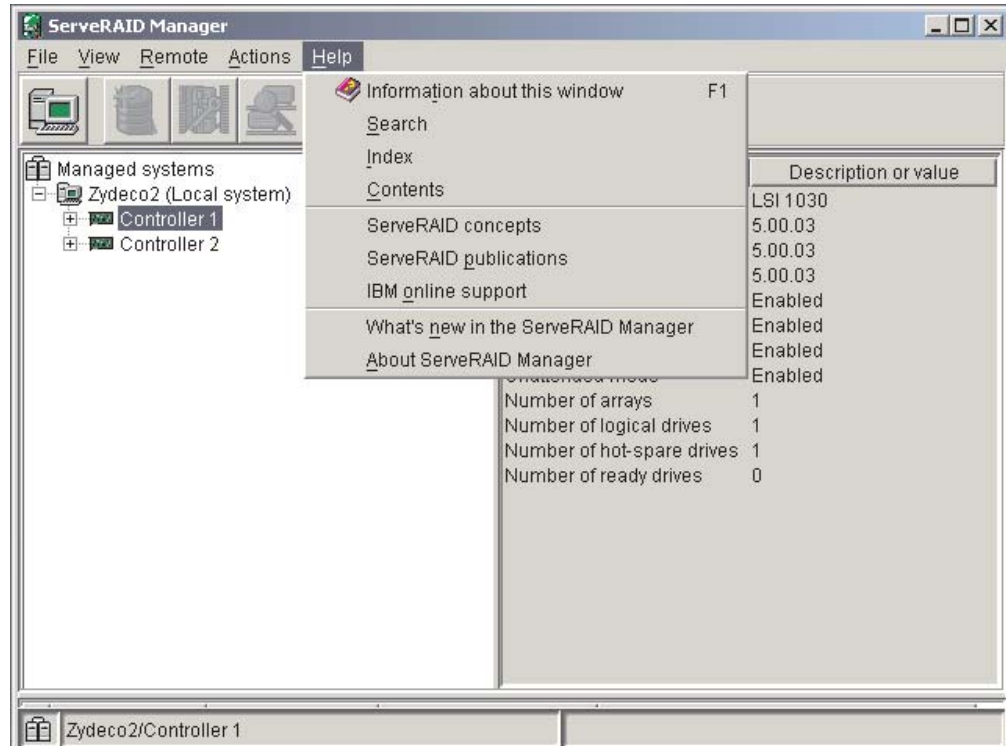 ServeRAID Manager
File View Remote Actions Help
Information about this window F1
Search
Index
Contents
ServeRAID concepts
ServeRAID publications
IBM online support
What's new in the ServeRAID Manager
About ServeRAID Manager
Managed systems
Zydeco2 (Local system)
Controller 1
Controller 2
Description or value
LSI 1030
5.00.03
5.00.03
5.00.03
Enabled
Enabled
Enabled
Enabled
Number of arrays 1
Number of logical drives 1
Number of hot-spare drives 1
Number of ready drives 0
Zydeco2/Controller 1